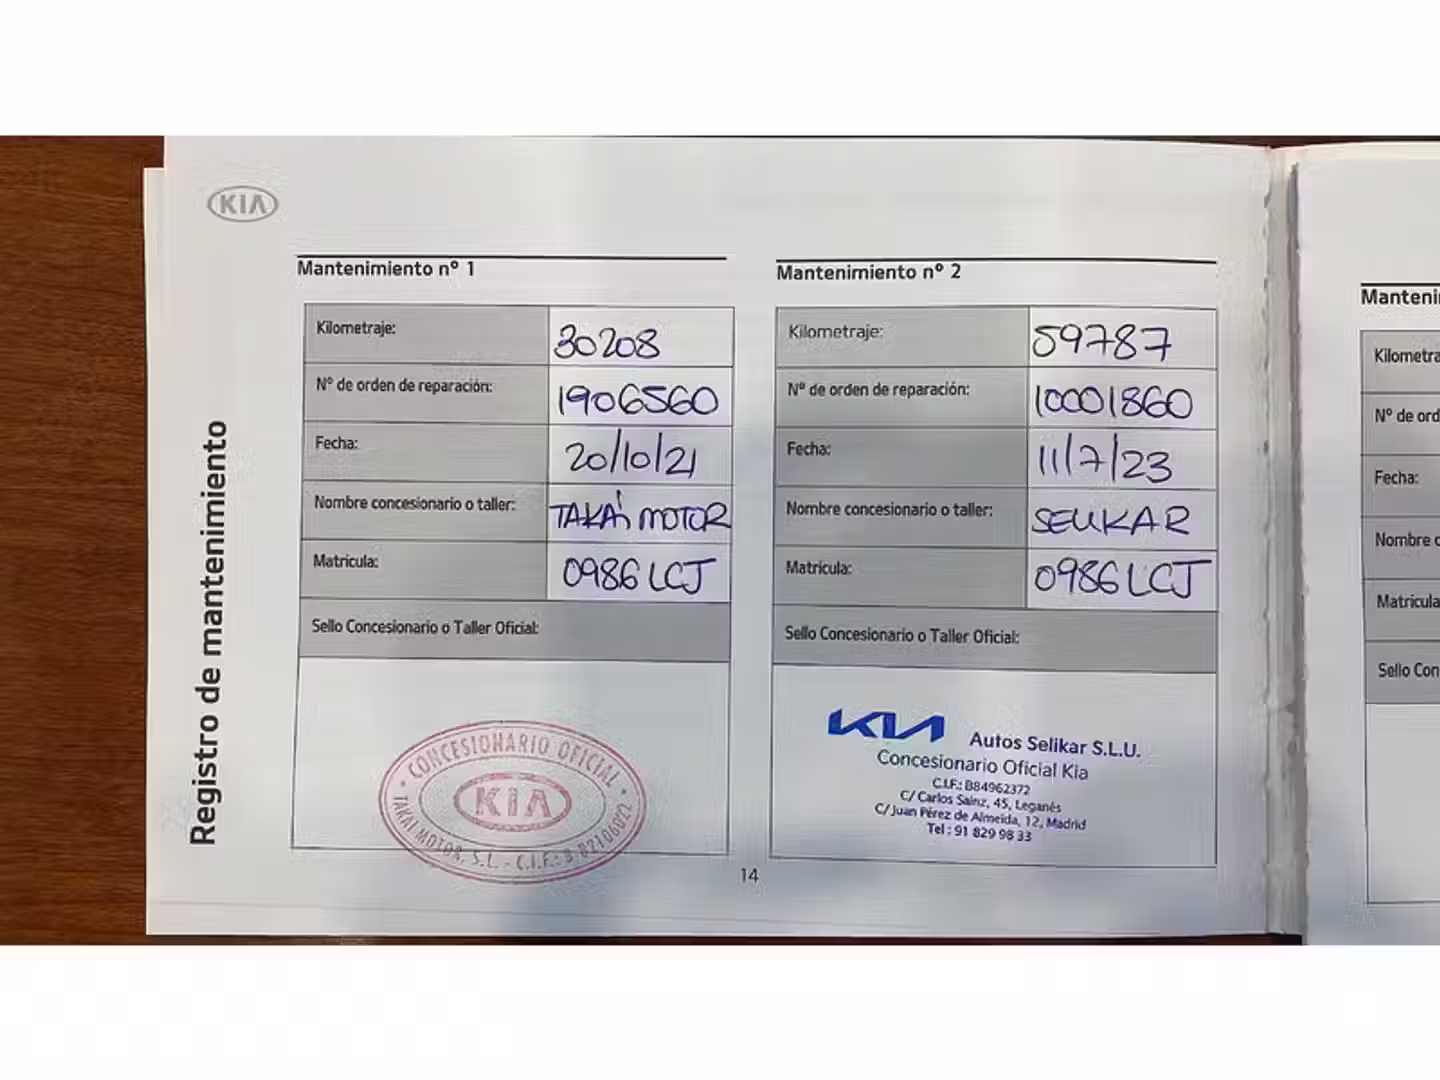 KIA
Registro de mantenimiento
Mantenimiento nº 1
Kilometraje: 30208
Nº de orden de reparación: 1906560
Fecha: 20/10/21
Nombre concesionario o taller: TAKAI MOTOR
Matricula: 0986 LCJ
Sello Concesionario o Taller Oficial:
CONCESIONARIO OFICIAL
KIA
TAKAI MOTOR, S.L. - C.I.F.: B-82106022
Mantenimiento nº 2
Kilometraje: 59787
Nº de orden de reparación: 10001860
Fecha: 11/7/23
Nombre concesionario o taller: SELIKAR
Matricula: 0986 LCJ
Sello Concesionario o Taller Oficial:
KIA Autos Selikar S.L.U.
Concesionario Oficial Kia
C.I.F.: B84962372
C/ Carlos Sainz, 45, Leganés
C/ Juan Pérez de Almeida, 12, Madrid
Tel : 91 829 98 33
14
Manteni
Kilometra
Nº de ord
Fecha:
Nombre c
Matricula
Sello Con